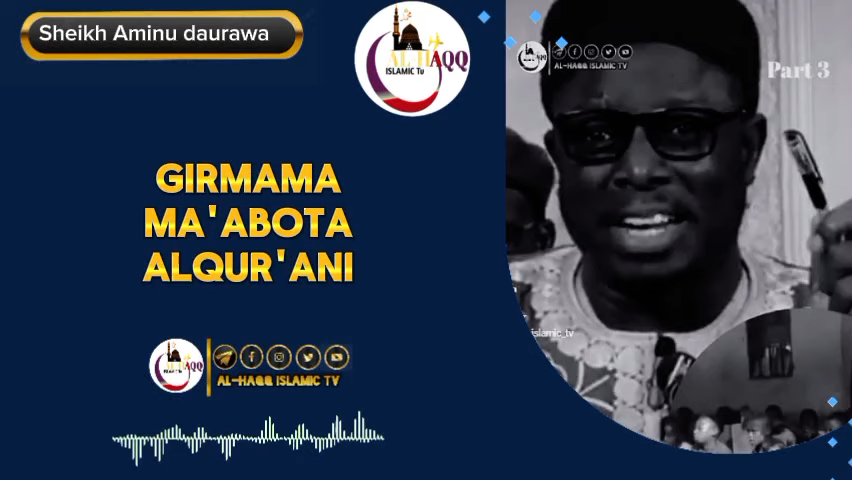 Sheikh Aminu daurawa
AL-HAQQ
ISLAMIC Tv
AL-HAQQ ISLAMIC TV
Part 3
GIRMAMA
MA'ABOTA
ALQUR'ANI
islamic_tv
AL-HAQQ ISLAMIC TV